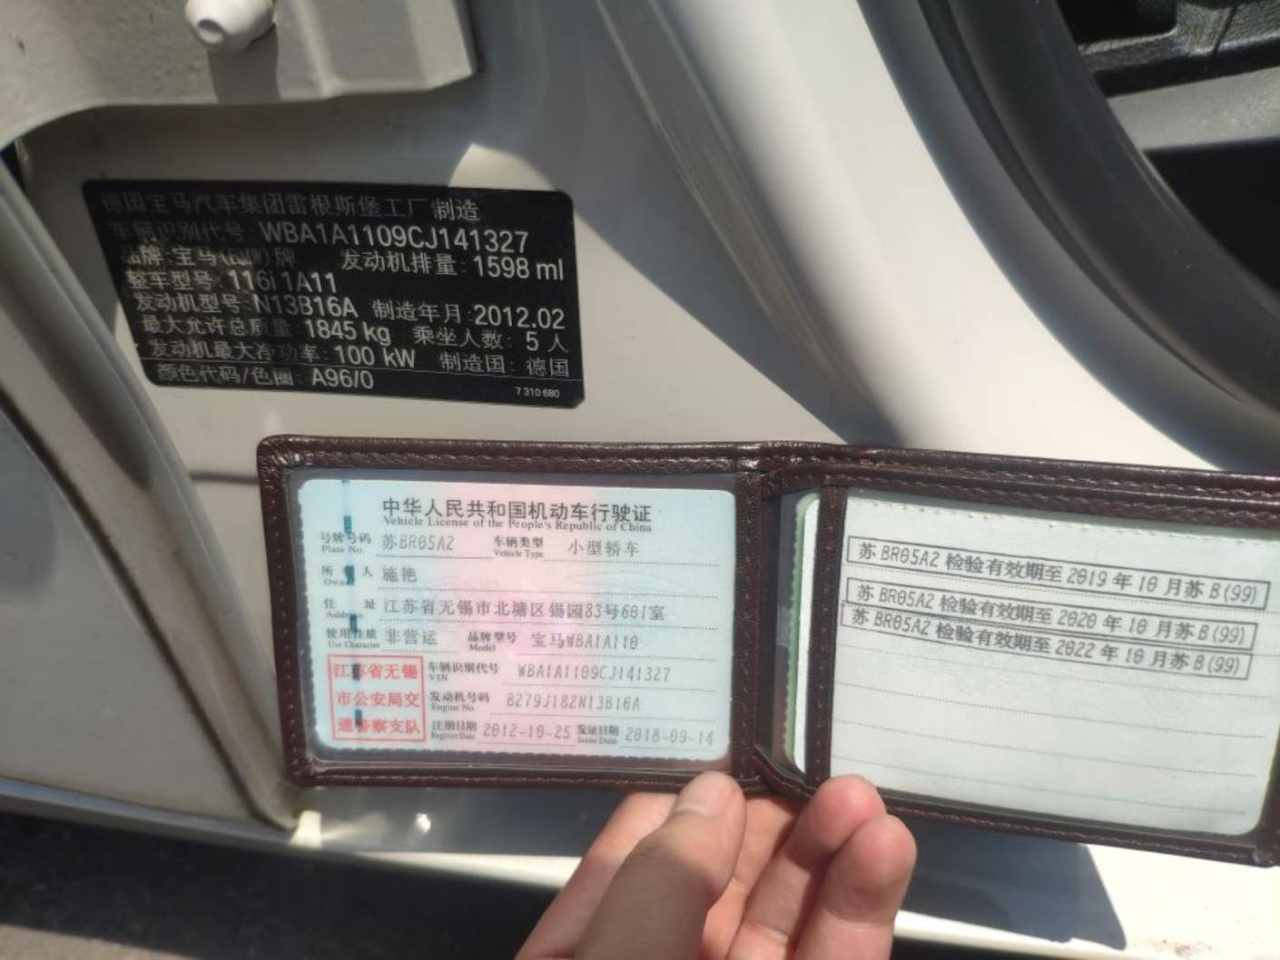 德国宝马汽车集团雷根斯堡工厂 制造
车辆识别代号: WBA1A1109CJ141327
品牌: 宝马(BMW)牌 发动机排量: 1598 ml
整车型号: 116i 1A11
发动机型号: N13B16A 制造年月: 2012.02
最大允许总质量: 1845 kg 乘坐人数: 5 人
发动机最大净功率: 100 kW 制造国: 德国
颜色代码/色圈: A96/0
7 310 680
中华人民共和国机动车行驶证
Vehicle License of the People's Republic of China
号牌号码 苏BR05A2 车辆类型 小型轿车
Plate No. Vehicle Type
所有人 施艳
Owner
住址 江苏省无锡市北塘区锡园83号601室
Address
使用性质 非营运 品牌型号 宝马WBA1A110
Use Character Model
江苏省无锡
市公安局交
通警察支队
车辆识别代号 WBA1A1109CJ141327
VIN
发动机号码 B279J182N13B16A
Engine No.
注册日期 2012-10-25 发证日期 2018-09-14
Register Date Issue Date
苏BR05A2 检验有效期至 2019 年 10 月苏B(99)
苏BR05A2 检验有效期至 2020 年 10 月苏B(99)
苏BR05A2 检验有效期至 2022 年 10 月苏B(99)